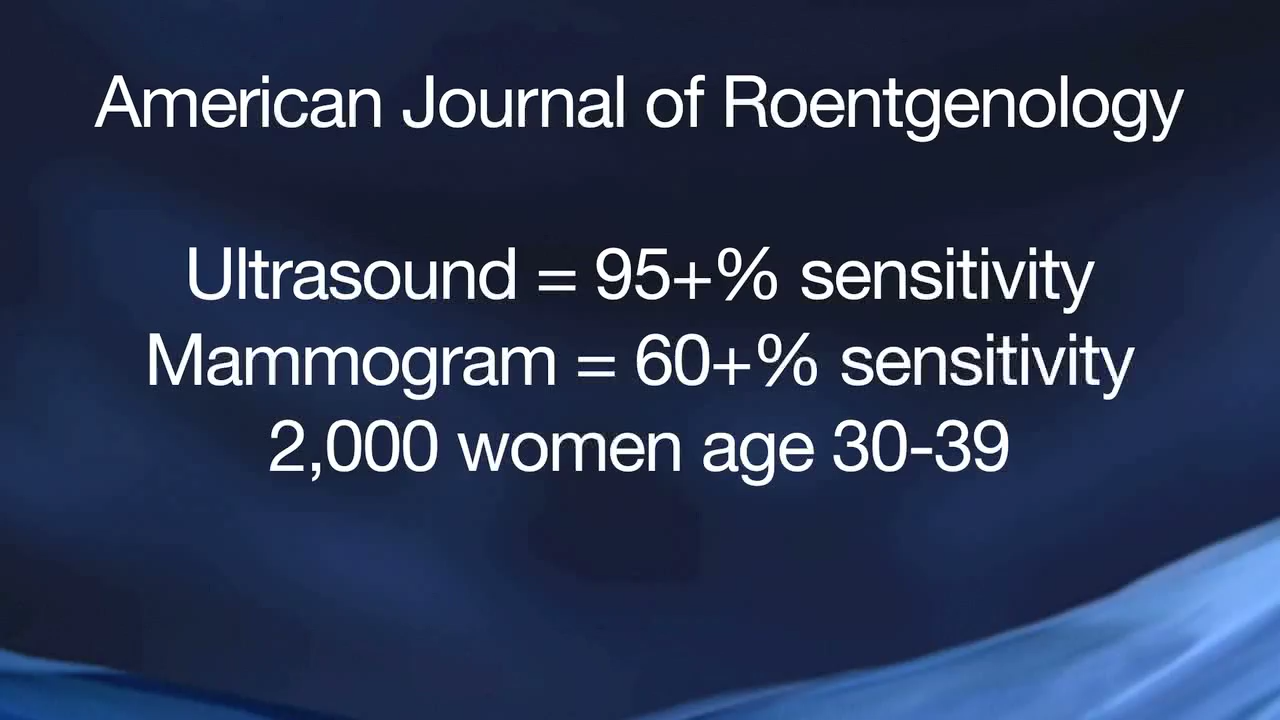 American Journal of Roentgenology
Ultrasound = 95+% sensitivity
Mammogram = 60+% sensitivity
2,000 women age 30-39